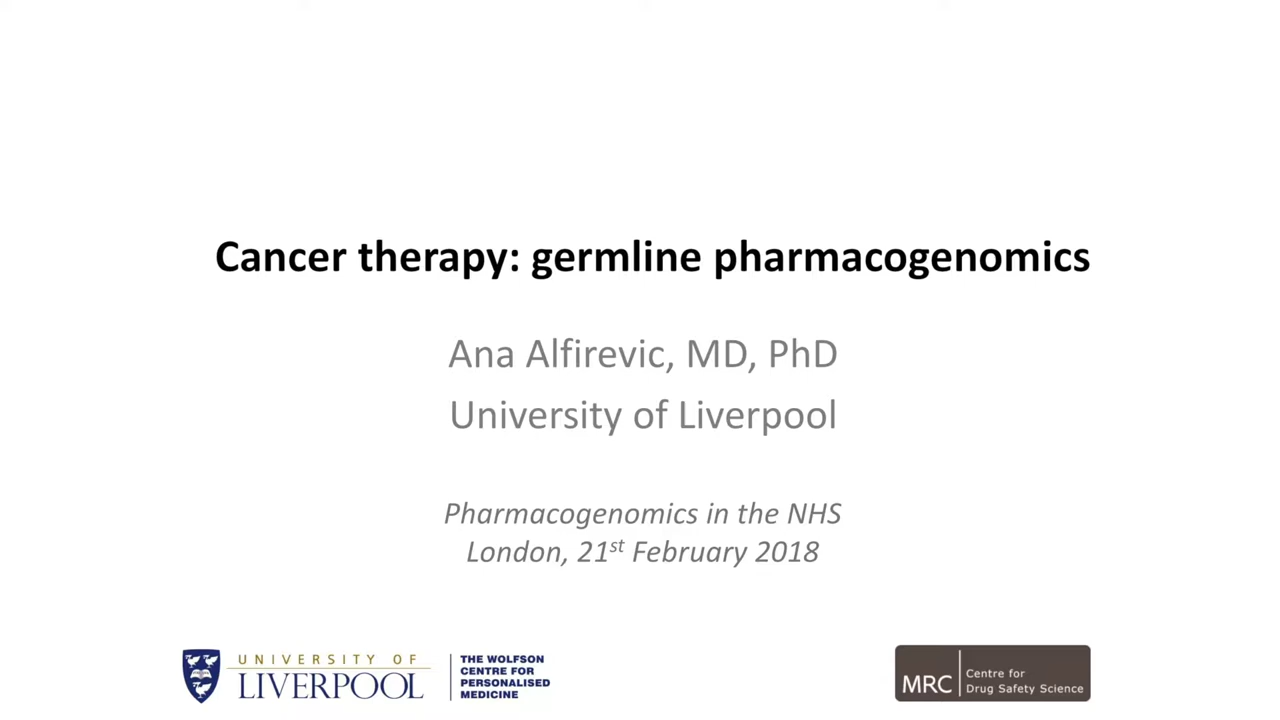 Cancer therapy: germline pharmacogenomics
Ana Alfirevic, MD, PhD
University of Liverpool
Pharmacogenomics in the NHS
London, 21st February 2018
UNIVERSITY OF
LIVERPOOL
THE WOLFSON
CENTRE FOR
PERSONALISED
MEDICINE
MRC
Centre for
Drug Safety Science